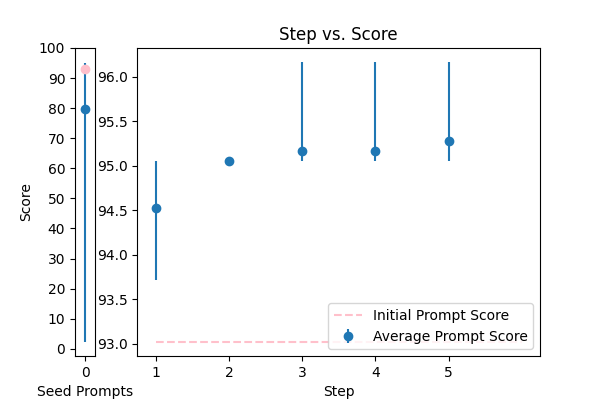 Step vs. Score
Score
100
90
80
70
60
50
40
30
20
10
0
0
Seed Prompts
96.0
95.5
95.0
94.5
94.0
93.5
93.0
1 2 3 4 5
Step
Initial Prompt Score
Average Prompt Score